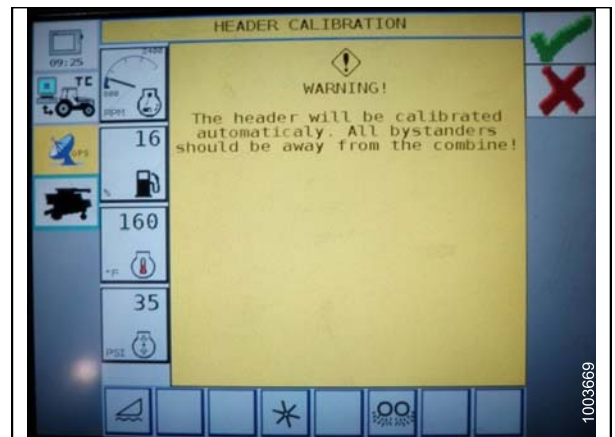 HEADER CALIBRATION
09:25
TC
GPS
RPM
16
%
160
°F
35
PSI
WARNING!
The header will be calibrated
automaticaly. All bystanders
should be away from the combine!
1003669